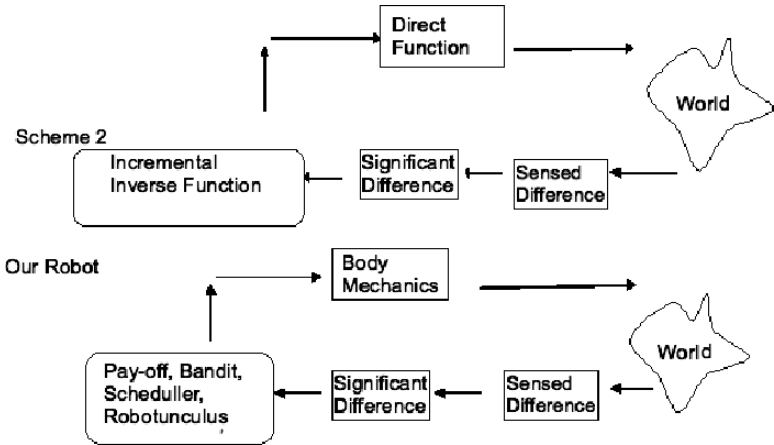 Direct
Function
World
Scheme 2
Incremental
Inverse Function
Significant
Difference
Sensed
Difference
Our Robot
Body
Mechanics
World
Pay-off, Bandit,
Scheduller,
Robotunculus
Significant
Difference
Sensed
Difference